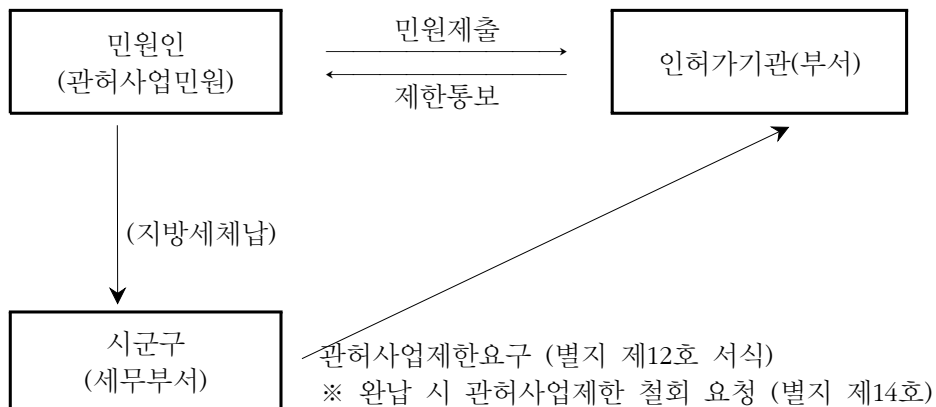 민원인
(관허사업민원)
민원제출
제한통보
인허가기관(부서)
(지방세체납)
시군구
(세무부서)
관허사업제한요구 (별지 제12호 서식)
※ 완납 시 관허사업제한 철회 요청 (별지 제14호)